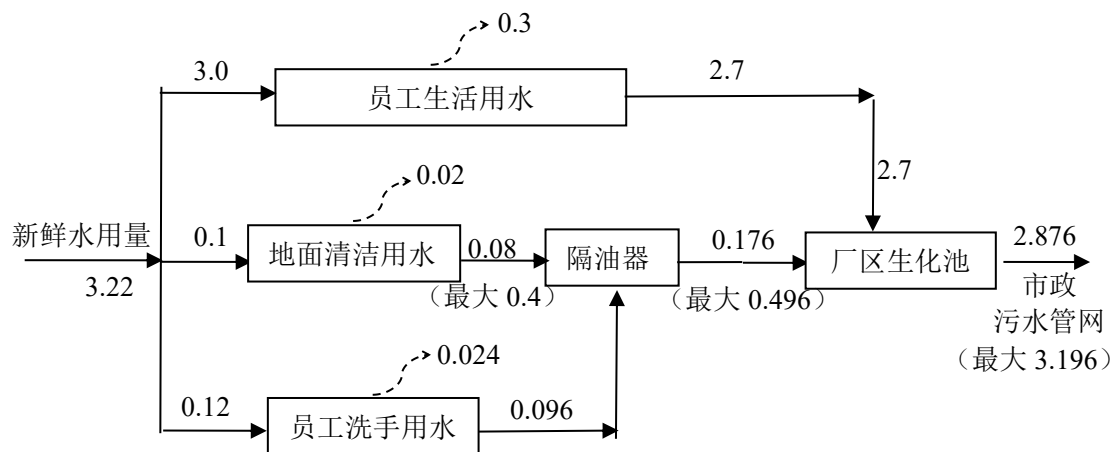 0.3
3.0
员工生活用水
2.7
2.7
0.02
新鲜水用量
3.22
0.1
地面清洁用水
0.08
（最大 0.4）
隔油器
0.176
（最大 0.496）
厂区生化池
2.876
市政
污水管网
（最大 3.196）
0.024
0.12
员工洗手用水
0.096